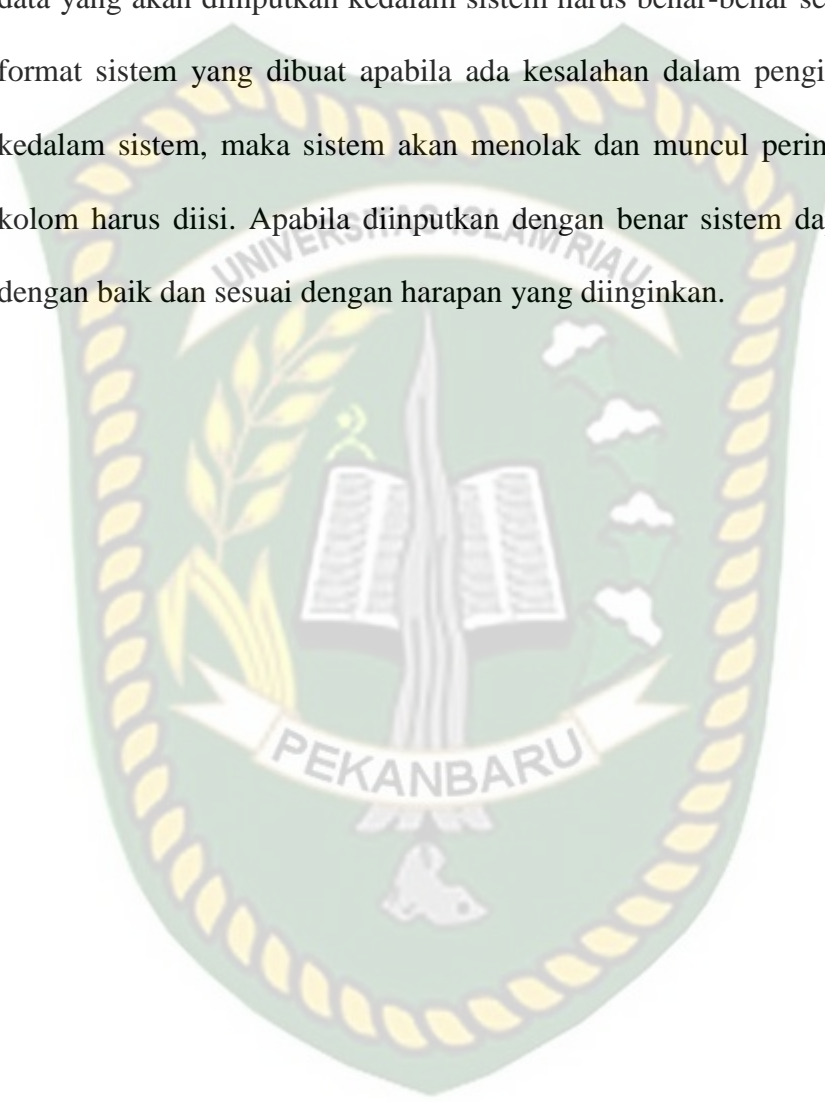 data yang akan diinputkan kedalam sistem harus benar-benar se
format sistem yang dibuat apabila ada kesalahan dalam pengi
kedalam sistem, maka sistem akan menolak dan muncul perin
kolom harus diisi. Apabila diinputkan dengan benar sistem da
dengan baik dan sesuai dengan harapan yang diinginkan.
UNIVERSITAS ISLAM RIAU
PEKANBARU